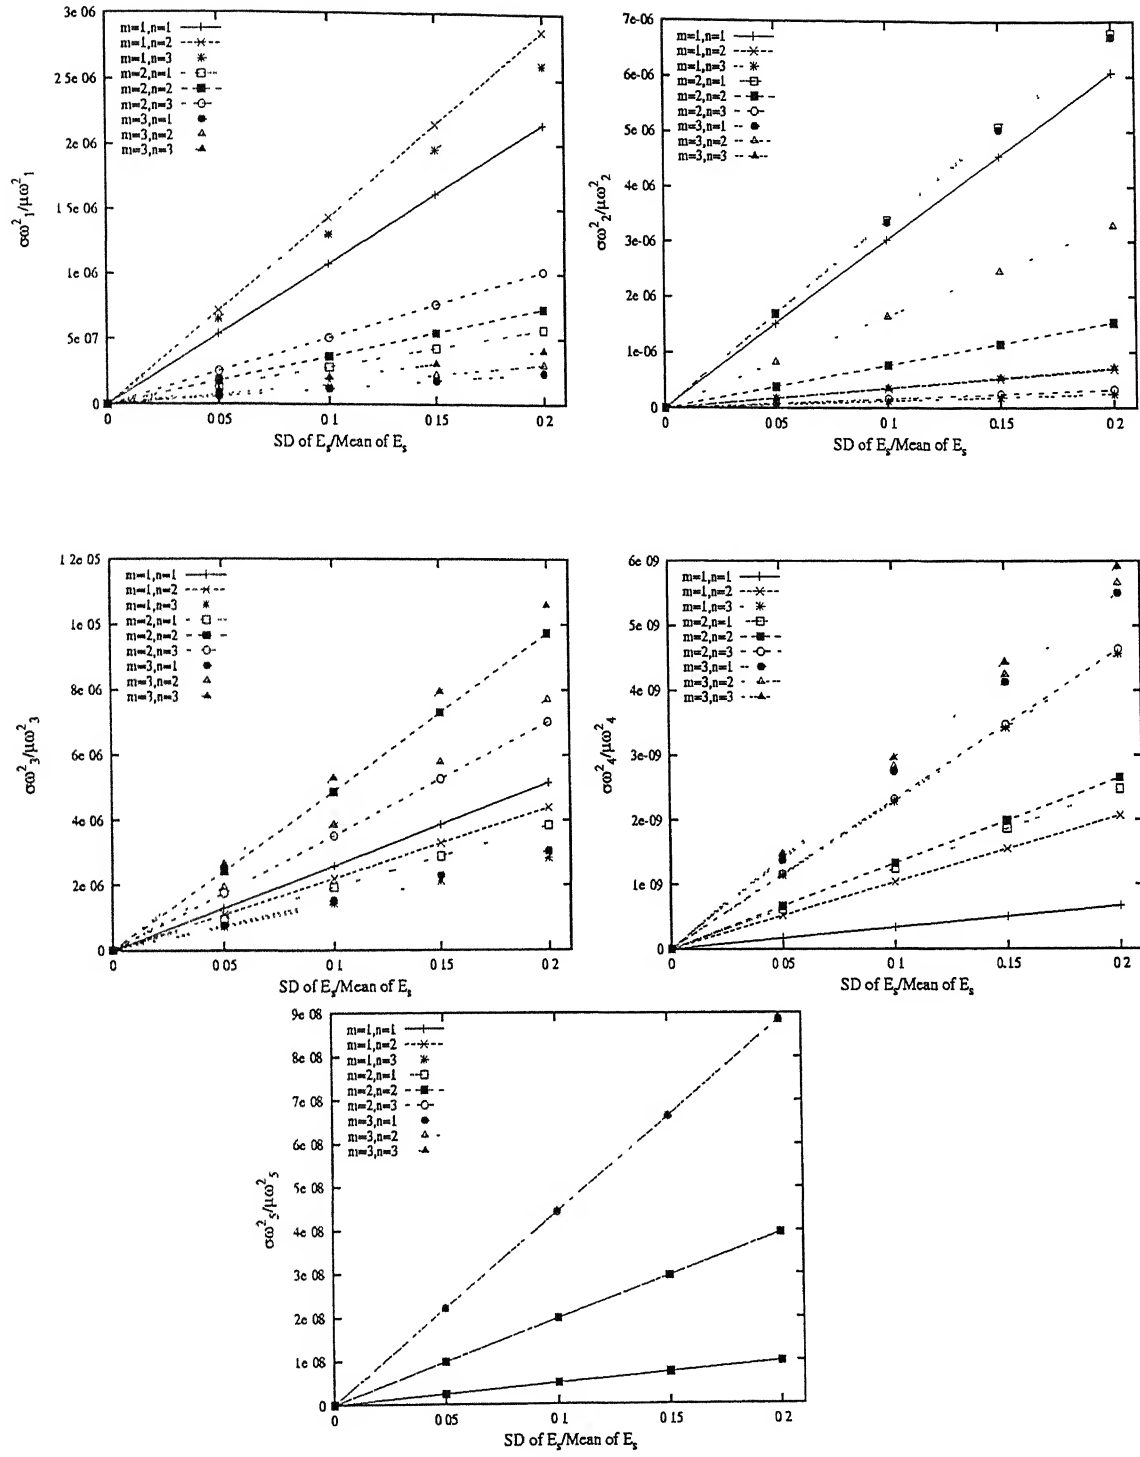 3e 06
2.5e 06
2e 06
1 5e 06
1e 06
5e 07
0
σω²₁/μω²₁
m=1,n=1
m=1,n=2
m=1,n=3
m=2,n=1
m=2,n=2
m=2,n=3
m=3,n=1
m=3,n=2
m=3,n=3
0 0.05 0.1 0.15 0.2
SD of Eₛ/Mean of Eₛ
7e-06
6e-06
5e 06
4e 06
3e-06
2e 06
1e-06
0
σω²₂/μω²₂
m=1,n=1
m=1,n=2
m=1,n=3
m=2,n=1
m=2,n=2
m=2,n=3
m=3,n=1
m=3,n=2
m=3,n=3
0 0.05 0.1 0.15 0.2
SD of Eₛ/Mean of Eₛ
1 2e 05
1e 05
8e 06
6e 06
4e 06
2e 06
0
σω²₃/μω²₃
m=1,n=1
m=1,n=2
m=1,n=3
m=2,n=1
m=2,n=2
m=2,n=3
m=3,n=1
m=3,n=2
m=3,n=3
0 0 05 0 1 0.15 0 2
SD of Eₛ/Mean of Eₛ
6e 09
5e 09
4e 09
3e-09
2e-09
1e 09
0
σω²₄/μω²₄
m=1,n=1
m=1,n=2
m=1,n=3
m=2,n=1
m=2,n=2
m=2,n=3
m=3,n=1
m=3,n=2
m=3,n=3
0 0 05 0 1 0 15 0 2
SD of Eₛ/Mean of Eₛ
9e 08
8e 08
7e 08
6e 08
5e 08
4e 08
3e 08
2e 08
1e 08
0
σω²₅/μω²₅
m=1,n=1
m=1,n=2
m=1,n=3
m=2,n=1
m=2,n=2
m=2,n=3
m=3,n=1
m=3,n=2
m=3,n=3
0 0 05 0 1 0 15 0 2
SD of Eₛ/Mean of Eₛ